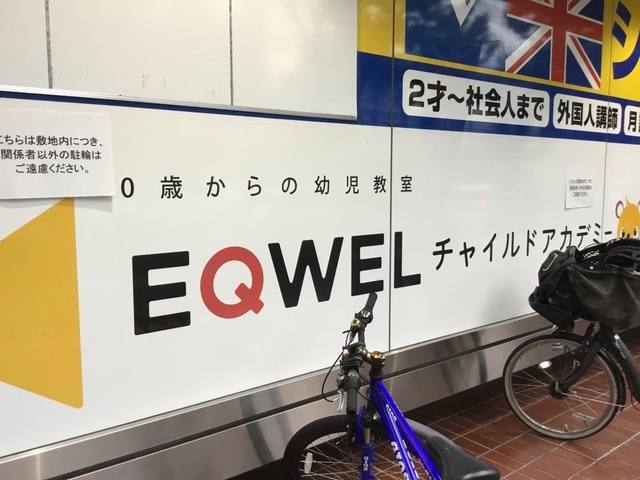 2才～社会人まで
外国人講師
月
こちらは敷地内につき、
関係者以外の駐輪は
ご遠慮ください。
0歳からの幼児教室
EQWEL チャイルドアカデミー